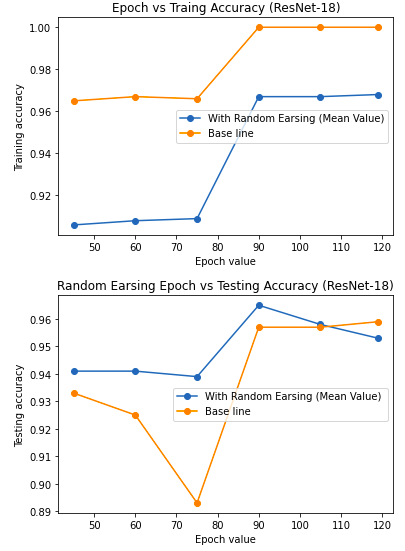 Epoch vs Traing Accuracy (ResNet-18)
1.00
0.98
0.96
0.94
0.92
Training accuracy
With Random Earsing (Mean Value)
Base line
50 60 70 80 90 100 110 120
Epoch value
Random Earsing Epoch vs Testing Accuracy (ResNet-18)
0.96
0.95
0.94
0.93
0.92
0.91
0.90
0.89
Testing accuracy
With Random Earsing (Mean Value)
Base line
50 60 70 80 90 100 110 120
Epoch value